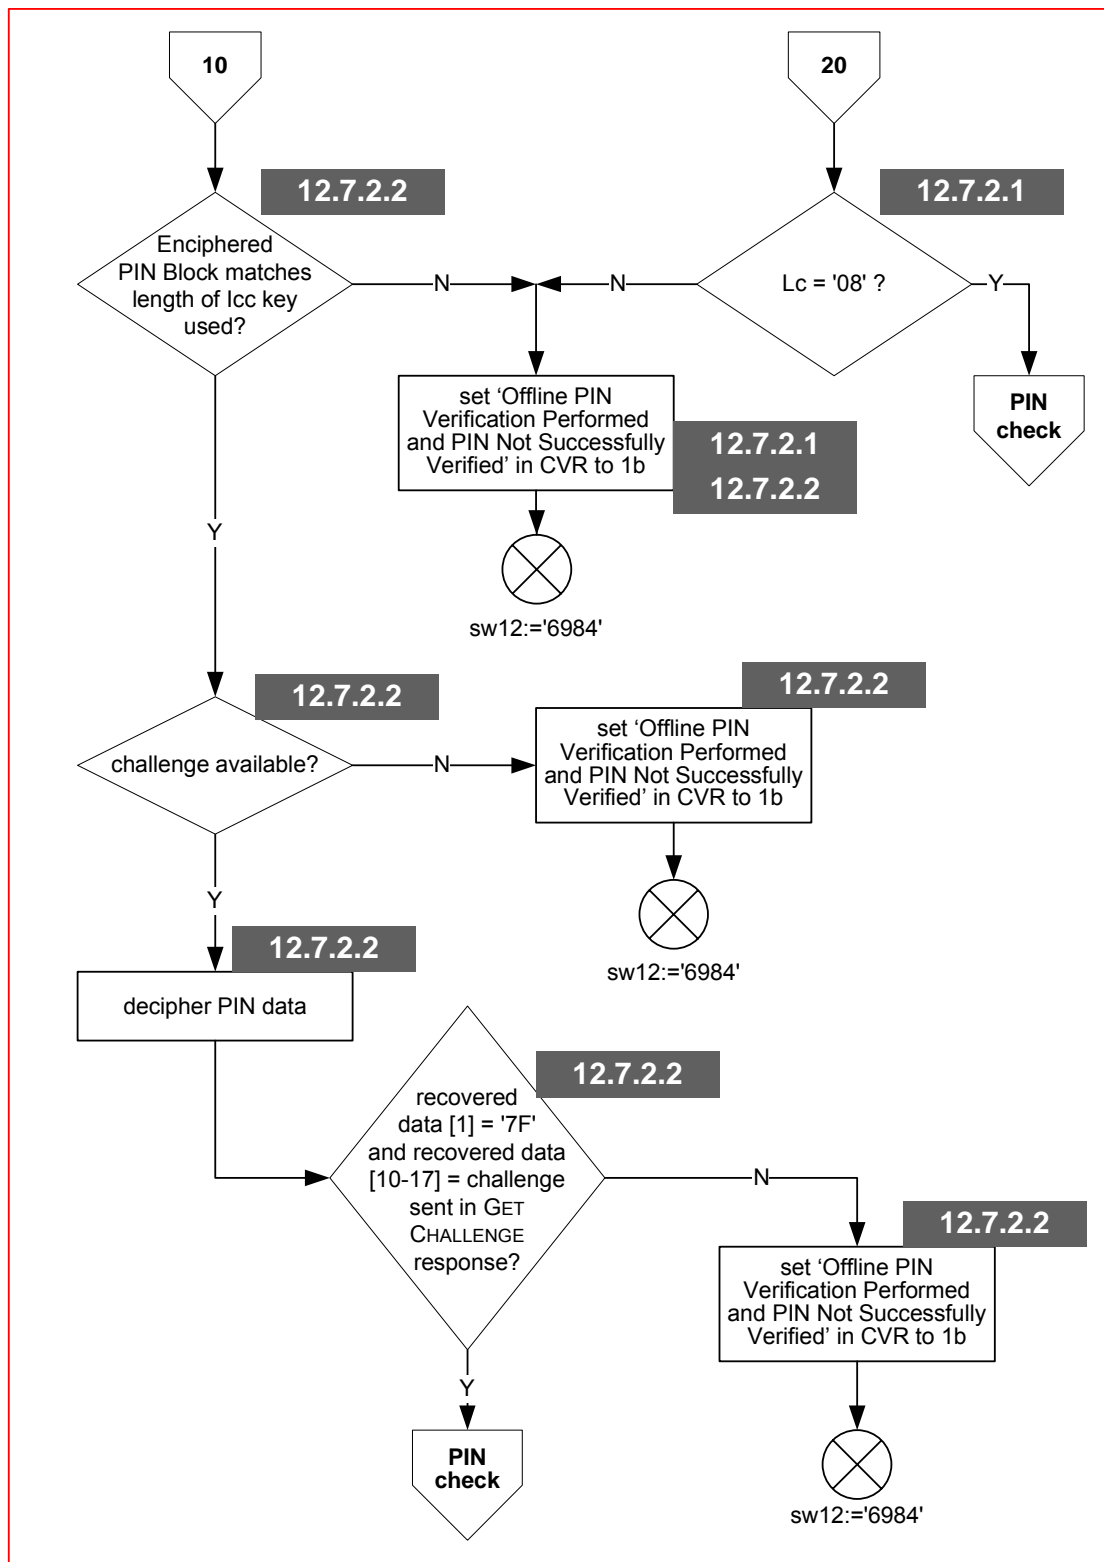 10
20
12.7.2.2
12.7.2.1
Enciphered
PIN Block matches
length of Icc key
used?
N
N
Lc = '08' ?
Y
set ‘Offline PIN
Verification Performed
and PIN Not Successfully
Verified’ in CVR to 1b
12.7.2.1
12.7.2.2
PIN
check
Y
sw12:='6984'
12.7.2.2
challenge available?
N
12.7.2.2
set ‘Offline PIN
Verification Performed
and PIN Not Successfully
Verified’ in CVR to 1b
Y
sw12:='6984'
12.7.2.2
decipher PIN data
12.7.2.2
recovered
data [1] = '7F'
and recovered data
[10-17] = challenge
sent in GET
CHALLENGE
response?
N
12.7.2.2
set ‘Offline PIN
Verification Performed
and PIN Not Successfully
Verified’ in CVR to 1b
Y
PIN
check
sw12:='6984'